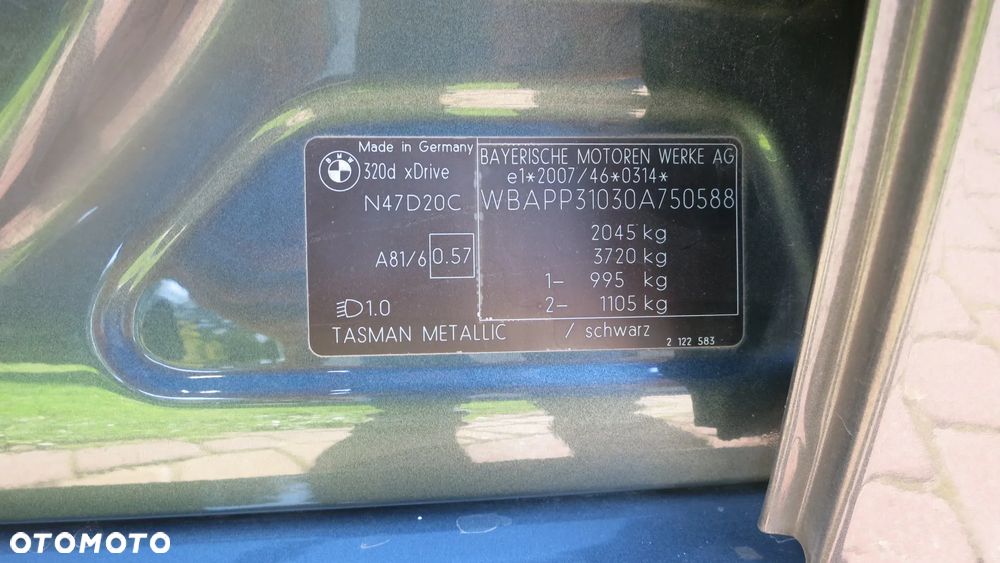 Made in Germany
BMW
320d xDrive
N47D20C
A81/6 0.57
1.0
TASMAN METALLIC / schwarz
BAYERISCHE MOTOREN WERKE AG
e1*2007/46*0314*
WBAPP31030A750588
2045 kg
3720 kg
1- 995 kg
2- 1105 kg
2 122 583
OTOMOTO